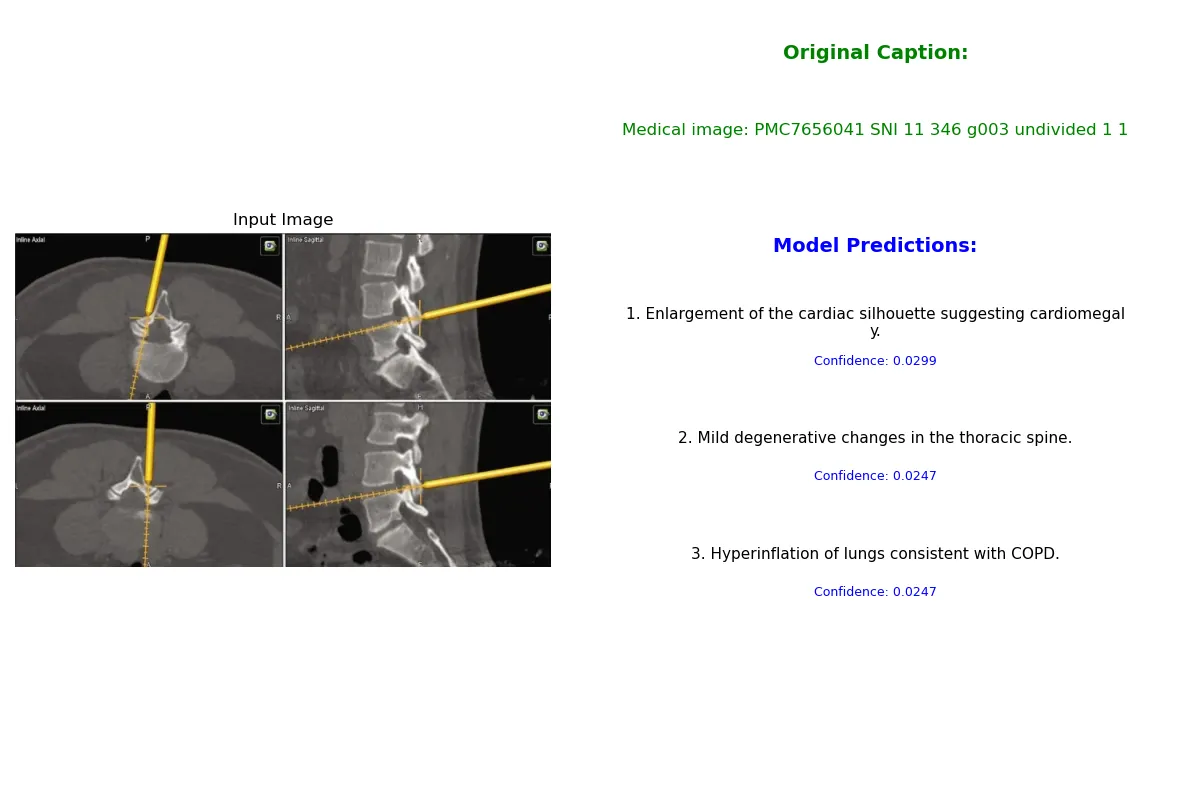 Original Caption:
Medical image: PMC7656041 SNI 11 346 g003 undivided 1 1
Input Image
Inline Axial
P
Inline Sagittal
R
A
A
Inline Axial
Inline Sagittal
H
L
R
A
A
Model Predictions:
1. Enlargement of the cardiac silhouette suggesting cardiomegal
y.
Confidence: 0.0299
2. Mild degenerative changes in the thoracic spine.
Confidence: 0.0247
3. Hyperinflation of lungs consistent with COPD.
Confidence: 0.0247